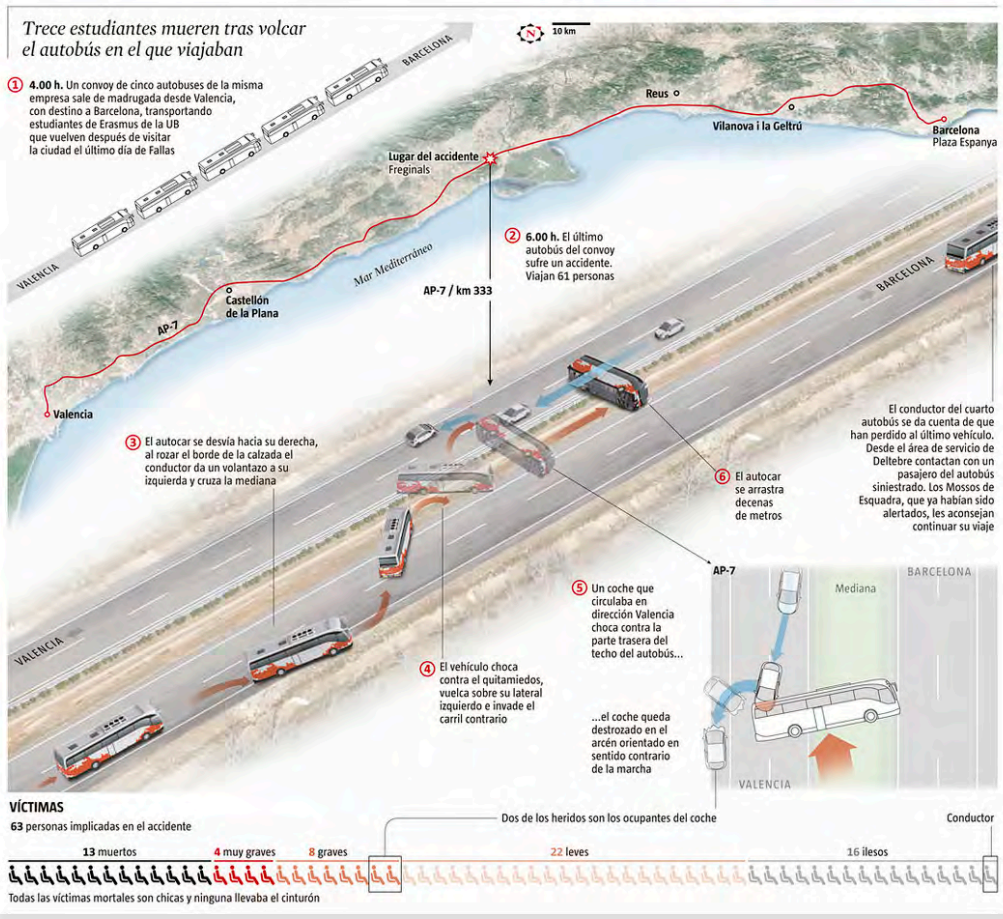 Trece estudiantes mueren tras volcar
el autobús en el que viajaban
1 4.00 h. Un convoy de cinco autobuses de la misma
empresa sale de madrugada desde Valencia,
con destino a Barcelona, transportando
estudiantes de Erasmus de la UB
que vuelven después de visitar
la ciudad el último día de Fallas
VALENCIA
BARCELONA
N
10 km
Reus
Vilanova i la Geltrú
Barcelona
Plaza Espanya
Lugar del accidente
Freginals
Mar Mediterráneo
Castellón
de la Plana
AP-7
Valencia
2 6.00 h. El último
autobús del convoy
sufre un accidente.
Viajan 61 personas
AP-7 / km 333
BARCELONA
3 El autocar se desvía hacia su derecha,
al rozar el borde de la calzada el
conductor da un volantazo a su
izquierda y cruza la mediana
El conductor del cuarto
autobús se da cuenta de que
han perdido al último vehículo.
Desde el área de servicio de
Deltebre contactan con un
pasajero del autobús
siniestrado. Los Mossos de
Esquadra, que ya habían sido
alertados, les aconsejan
continuar su viaje
6 El autocar
se arrastra
decenas
de metros
VALENCIA
4 El vehículo choca
contra el quitamiedos,
vuelca sobre su lateral
izquierdo e invade el
carril contrario
5 Un coche que
circulaba en
dirección Valencia
choca contra la
parte trasera del
techo del autobús...
...el coche queda
destrozado en el
arcén orientado en
sentido contrario
de la marcha
AP-7
BARCELONA
Mediana
VALENCIA
VÍCTIMAS
63 personas implicadas en el accidente
Dos de los heridos son los ocupantes del coche
Conductor
13 muertos
4 muy graves
8 graves
22 leves
16 ilesos
Todas las víctimas mortales son chicas y ninguna llevaba el cinturón